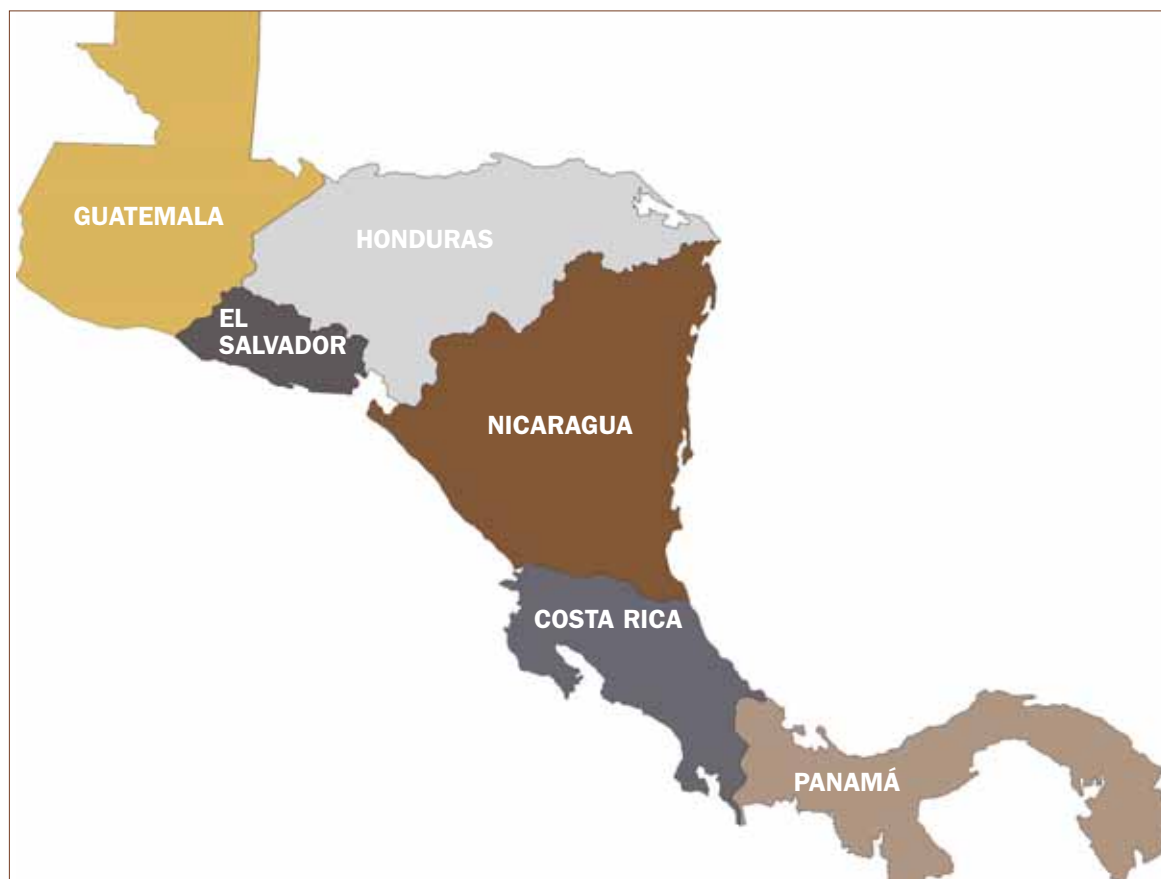 GUATEMALA
HONDURAS
EL
SALVADOR
NICARAGUA
COSTA RICA
PANAMÁ